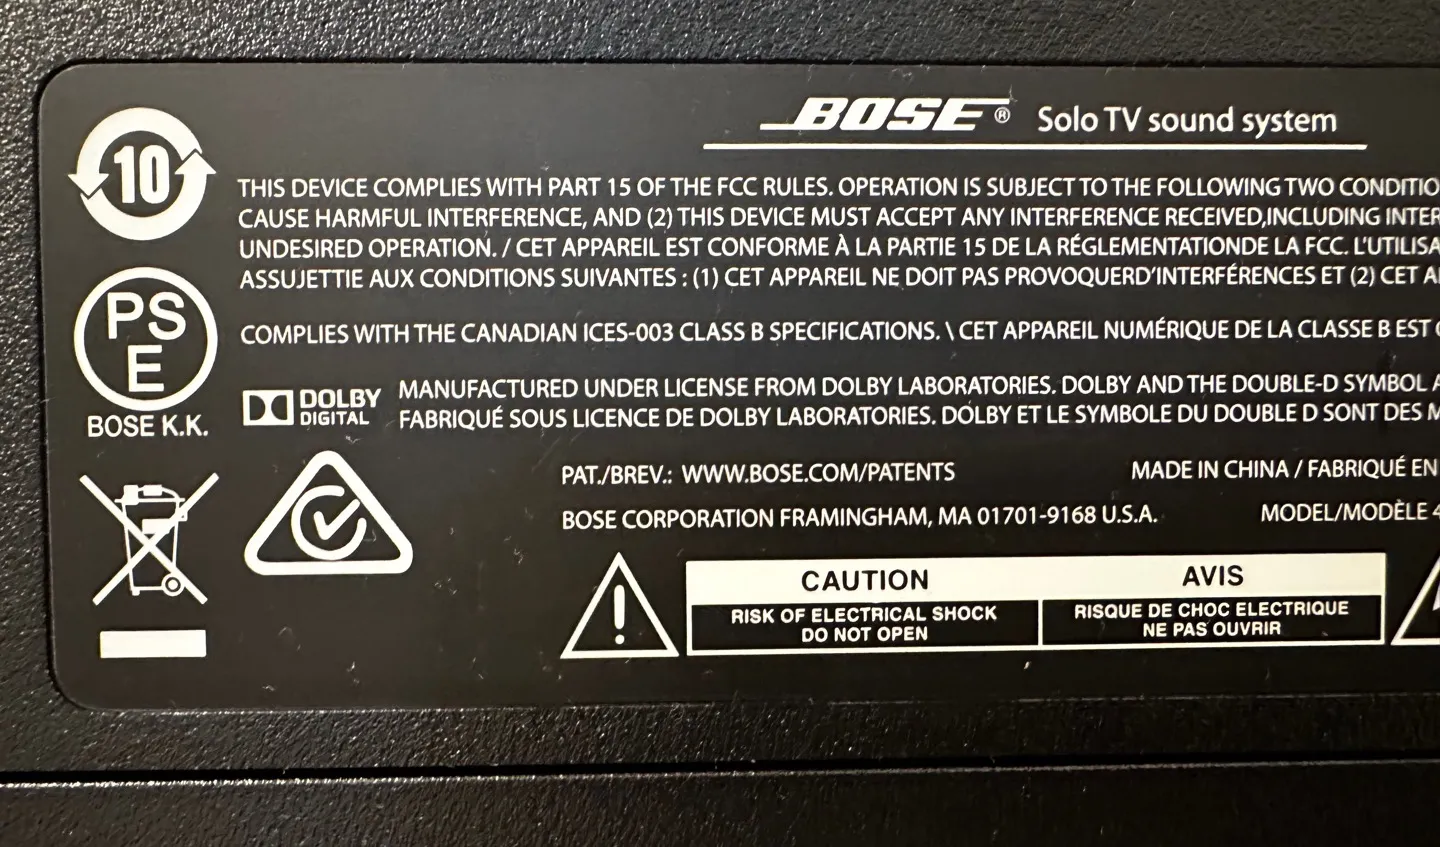 BOSE® Solo TV sound system
10
THIS DEVICE COMPLIES WITH PART 15 OF THE FCC RULES. OPERATION IS SUBJECT TO THE FOLLOWING TWO CONDITIO
CAUSE HARMFUL INTERFERENCE, AND (2) THIS DEVICE MUST ACCEPT ANY INTERFERENCE RECEIVED,INCLUDING INTER
UNDESIRED OPERATION. / CET APPAREIL EST CONFORME À LA PARTIE 15 DE LA RÉGLEMENTATIONDE LA FCC. L'UTILISA
ASSUJETTIE AUX CONDITIONS SUIVANTES : (1) CET APPAREIL NE DOIT PAS PROVOQUERD'INTERFÉRENCES ET (2) CET A
PS
E
BOSE K.K.
COMPLIES WITH THE CANADIAN ICES-003 CLASS B SPECIFICATIONS. \ CET APPAREIL NUMÉRIQUE DE LA CLASSE B EST
DOLBY
DIGITAL
MANUFACTURED UNDER LICENSE FROM DOLBY LABORATORIES. DOLBY AND THE DOUBLE-D SYMBOL A
FABRIQUÉ SOUS LICENCE DE DOLBY LABORATORIES. DOLBY ET LE SYMBOLE DU DOUBLE D SONT DES M
PAT./BREV.: WWW.BOSE.COM/PATENTS
MADE IN CHINA / FABRIQUÉ EN
BOSE CORPORATION FRAMINGHAM, MA 01701-9168 U.S.A.
MODEL/MODÈLE 4
CAUTION
RISK OF ELECTRICAL SHOCK
DO NOT OPEN
AVIS
RISQUE DE CHOC ELECTRIQUE
NE PAS OUVRIR